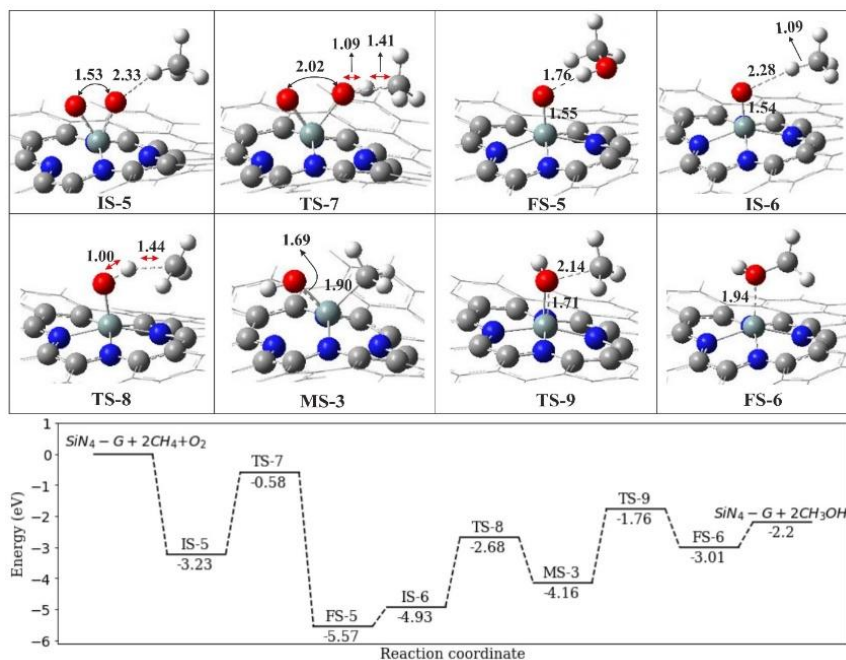 1.53 2.33
IS-5
2.02 1.09 1.41
TS-7
1.76
1.55
FS-5
1.09
2.28
1.54
IS-6
1.00 1.44
TS-8
1.69
1.90
MS-3
2.14
1.71
TS-9
1.94
FS-6
Energy (eV)
1
0
-1
-2
-3
-4
-5
-6
SiN₄ − G + 2CH₄+O₂
IS-5
-3.23
TS-7
-0.58
FS-5
-5.57
IS-6
-4.93
TS-8
-2.68
MS-3
-4.16
TS-9
-1.76
FS-6
-3.01
SiN₄ − G + 2CH₃OH
-2.2
Reaction coordinate